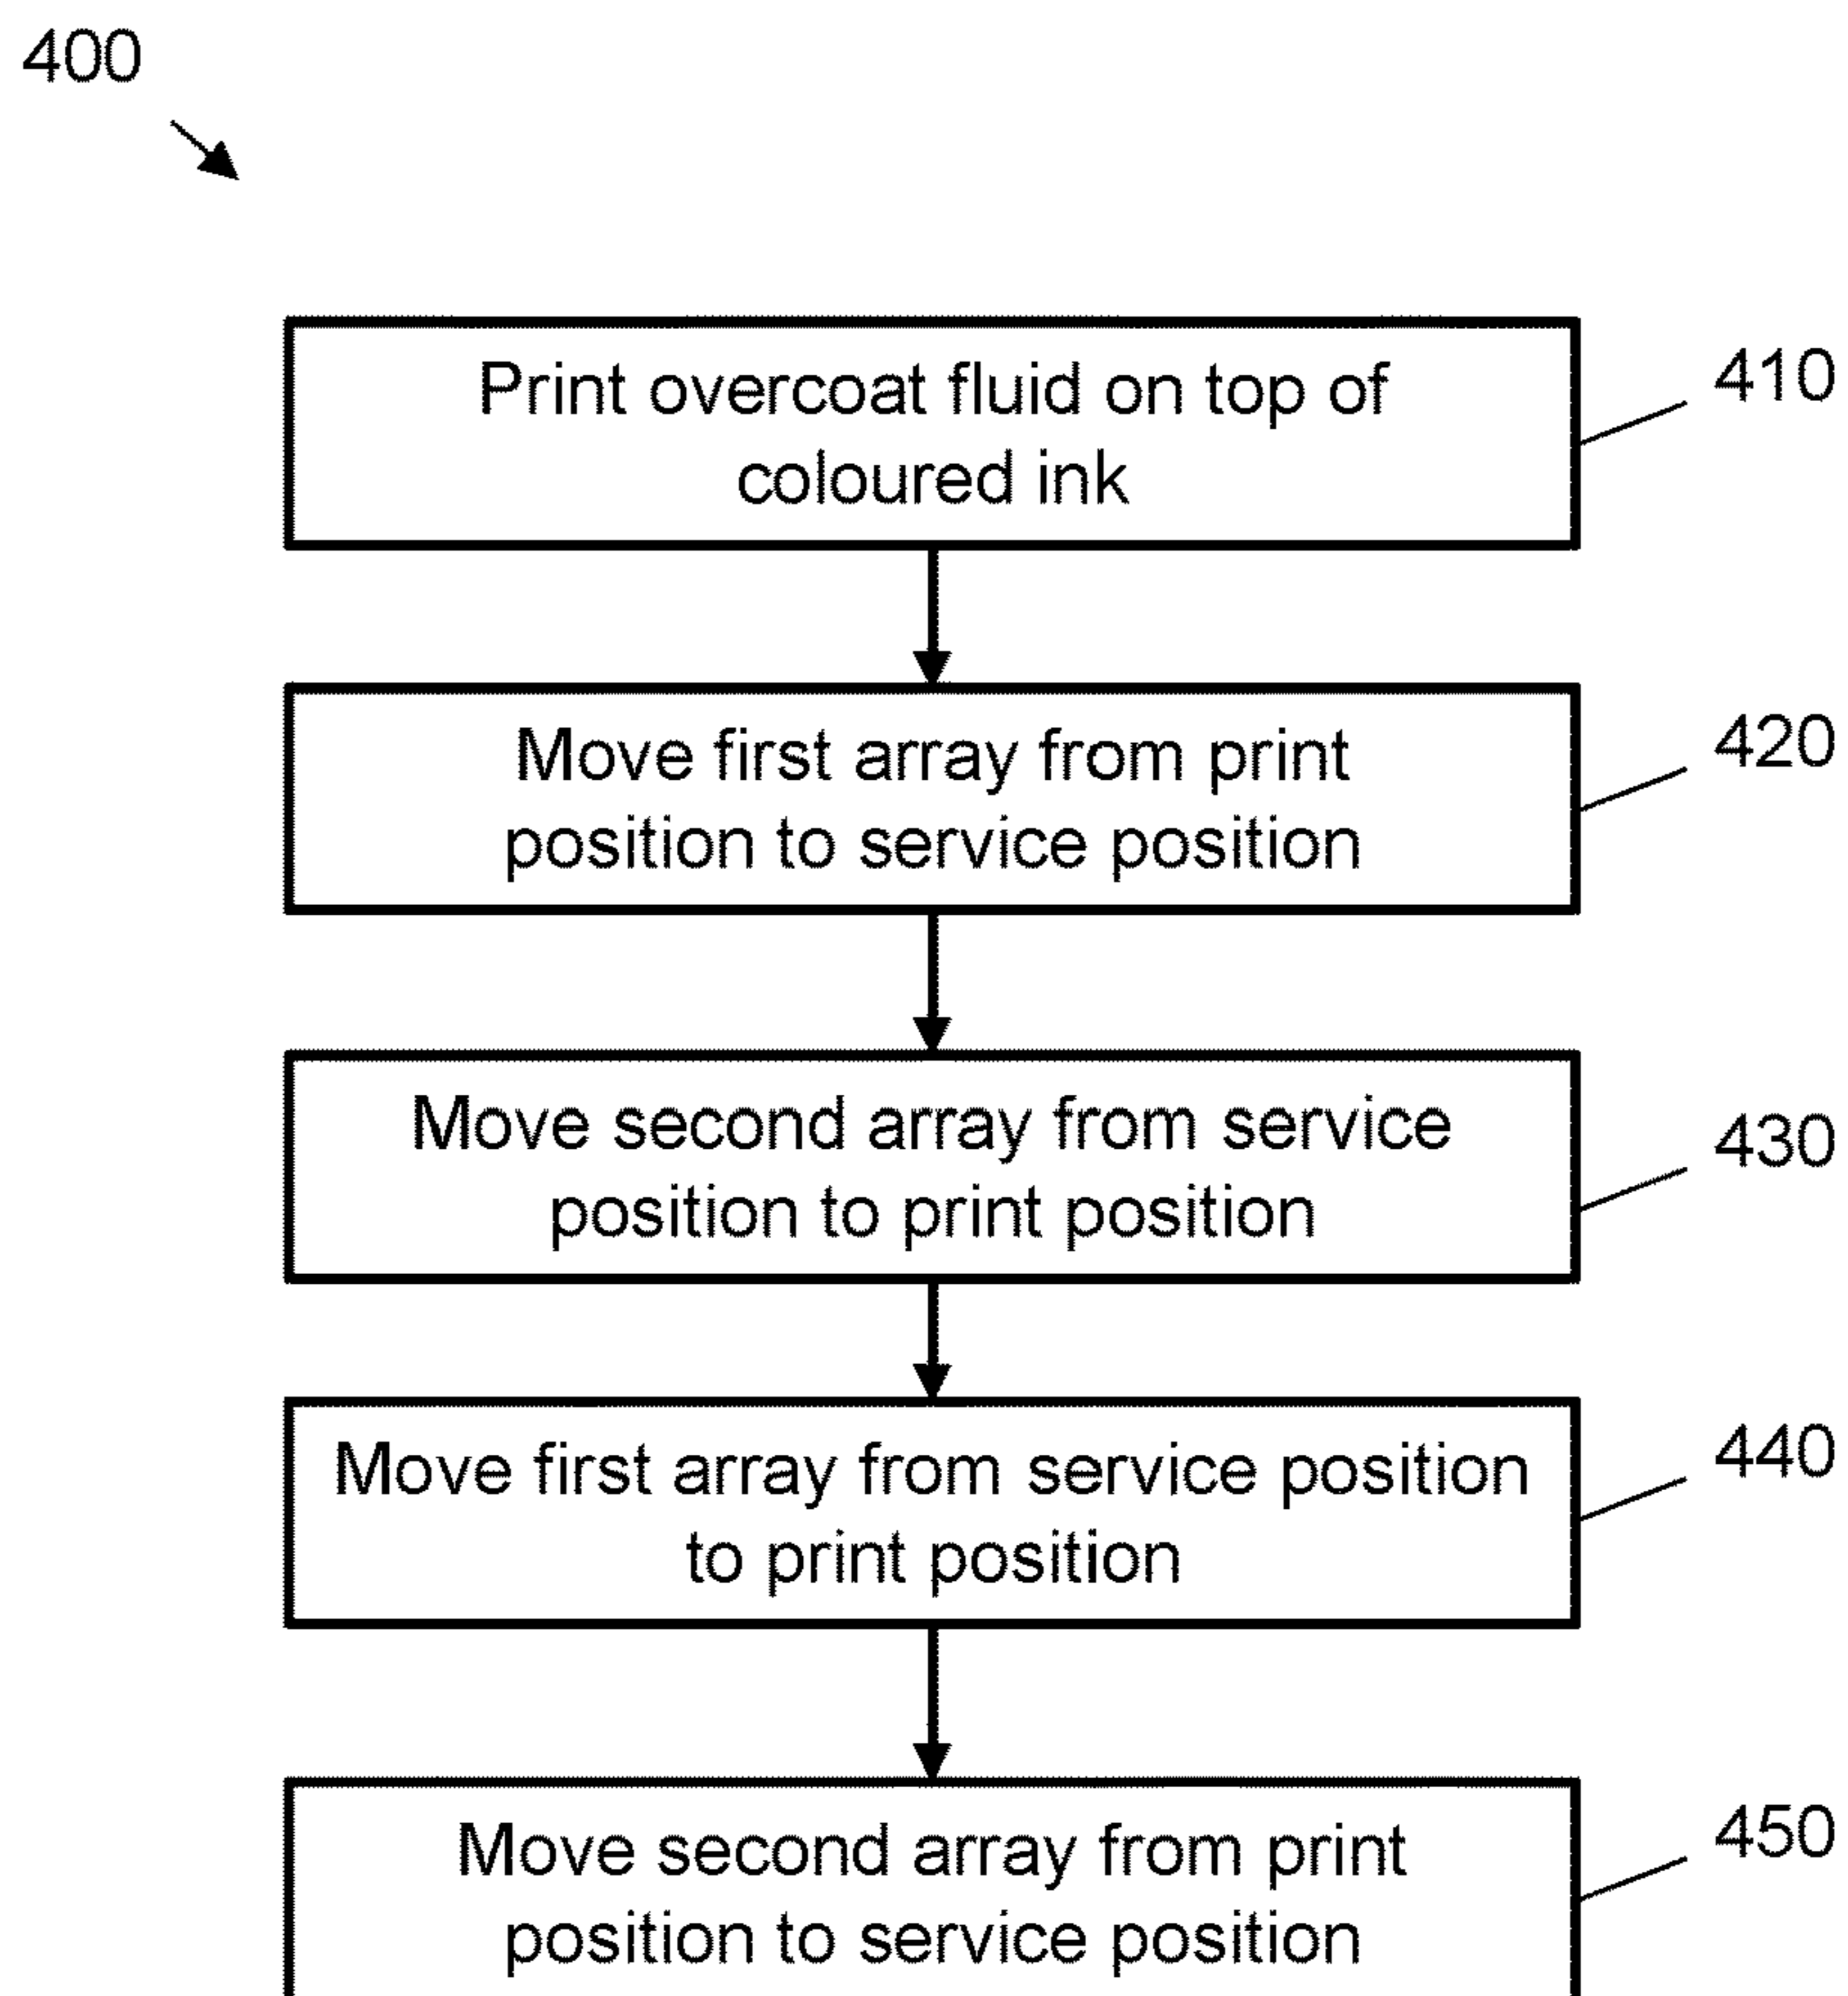 400
Print overcoat fluid on top of
coloured ink
410
Move first array from print
position to service position
420
Move second array from service
position to print position
430
Move first array from service position
to print position
440
Move second array from print
position to service position
450